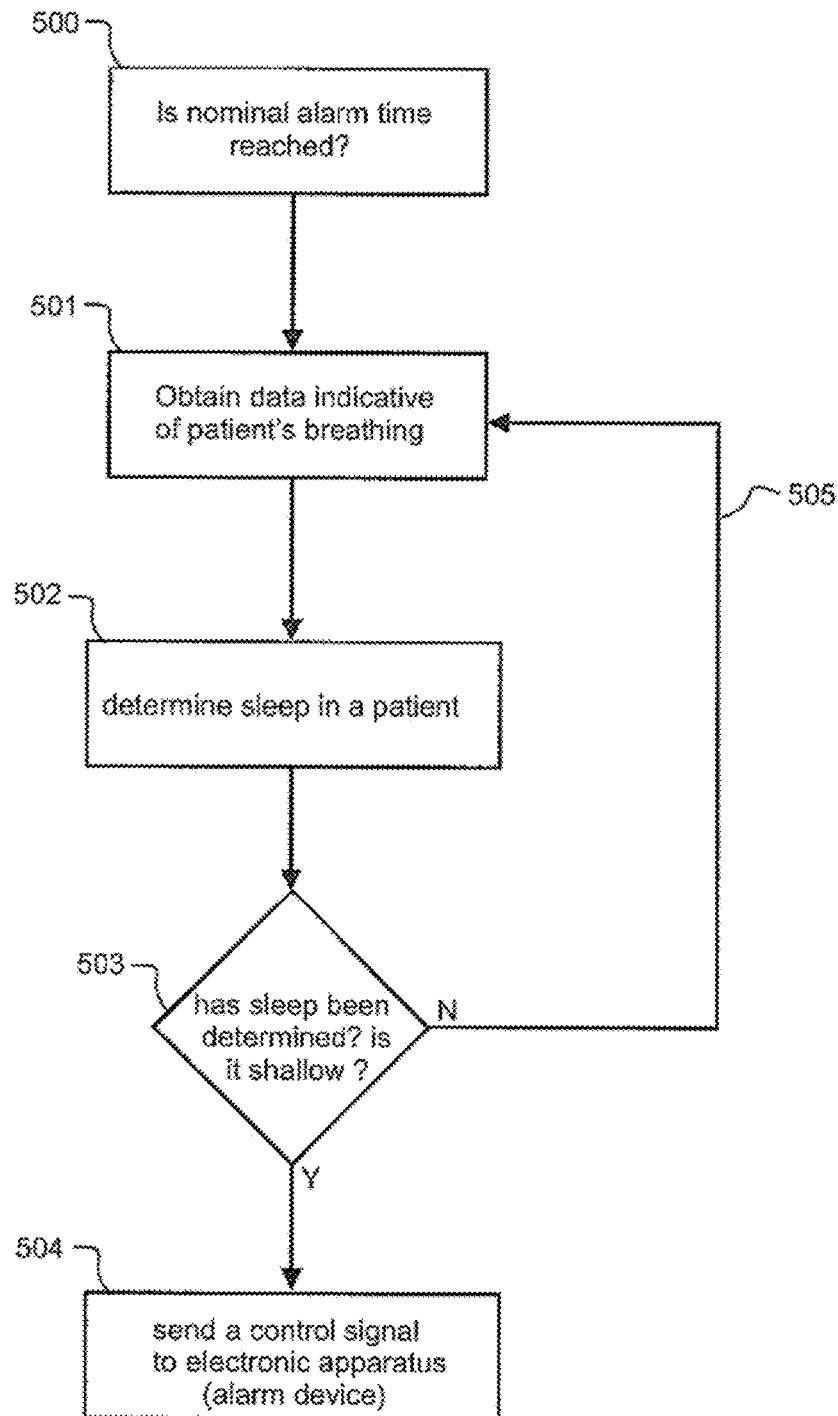 500
Is nominal alarm time
reached?
501
Obtain data indicative
of patient's breathing
505
502
determine sleep in a patient
503
has sleep been
determined? is
it shallow ?
N
Y
504
send a control signal
to electronic apparatus
(alarm device)